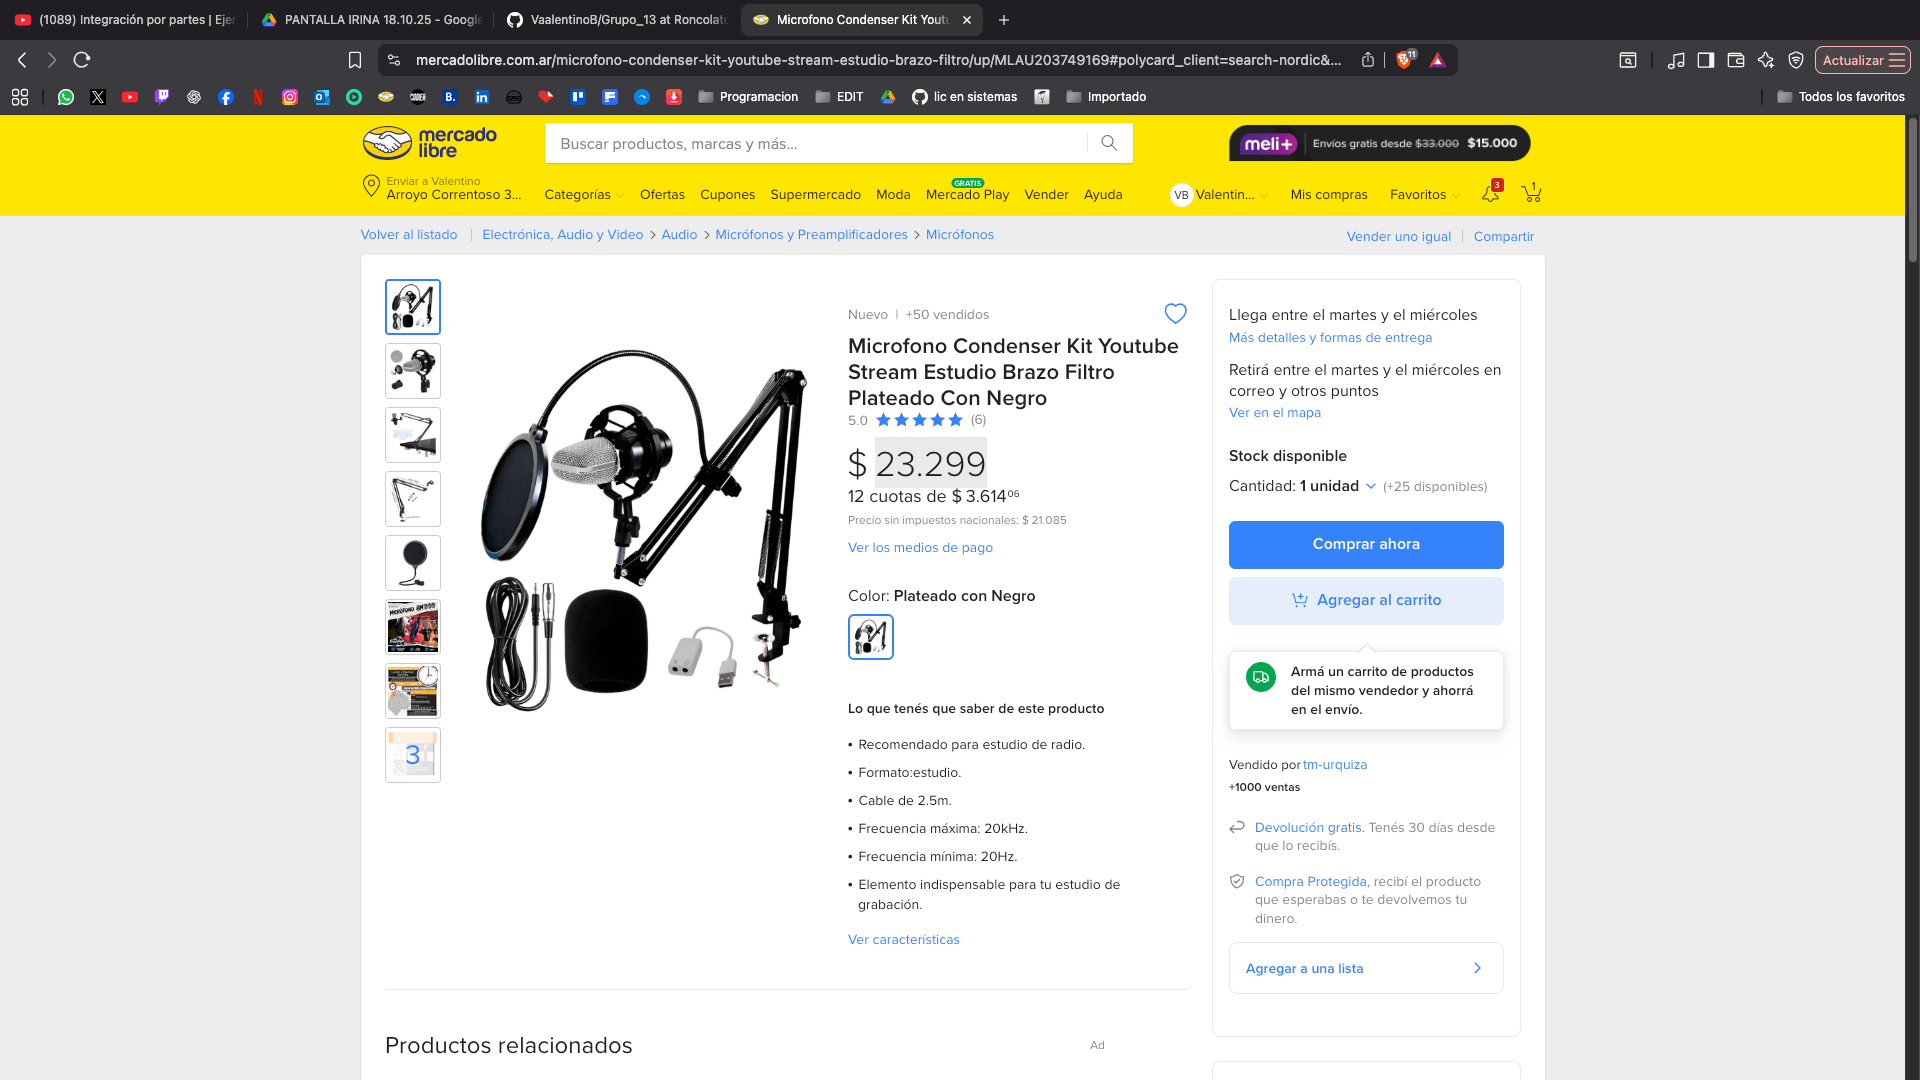 (1089) Integración por partes | Ejer
PANTALLA IRINA 18.10.25 - Google
VaalentinoB/Grupo_13 at Roncolato
Microfono Condenser Kit Youtu
mercadolibre.com.ar/microfono-condenser-kit-youtube-stream-estudio-brazo-filtro/up/MLAU203749169#polycard_client=search-nordic&...
11
Actualizar
Programacion
EDIT
lic en sistemas
Importado
Todos los favoritos
mercado
libre
Buscar productos, marcas y más...
meli+ Envíos gratis desde $33.000 $15.000
Enviar a Valentino
Arroyo Correntoso 3...
Categorías
Ofertas
Cupones
Supermercado
Moda
GRATIS
Mercado Play
Vender
Ayuda
VB Valentin...
Mis compras
Favoritos
3
1
Volver al listado | Electrónica, Audio y Video > Audio > Micrófonos y Preamplificadores > Micrófonos
Vender uno igual | Compartir
3
Nuevo | +50 vendidos
Microfono Condenser Kit Youtube
Stream Estudio Brazo Filtro
Plateado Con Negro
5.0 (6)
$ 23.299
12 cuotas de $ 3.614 06
Precio sin impuestos nacionales: $ 21.085
Ver los medios de pago
Color: Plateado con Negro
Lo que tenés que saber de este producto
• Recomendado para estudio de radio.
• Formato:estudio.
• Cable de 2.5m.
• Frecuencia máxima: 20kHz.
• Frecuencia mínima: 20Hz.
• Elemento indispensable para tu estudio de
grabación.
Ver características
Llega entre el martes y el miércoles
Más detalles y formas de entrega
Retirá entre el martes y el miércoles en
correo y otros puntos
Ver en el mapa
Stock disponible
Cantidad: 1 unidad (+25 disponibles)
Comprar ahora
Agregar al carrito
Armá un carrito de productos
del mismo vendedor y ahorrá
en el envío.
Vendido por tm-urquiza
+1000 ventas
Devolución gratis. Tenés 30 días desde
que lo recibís.
Compra Protegida, recibí el producto
que esperabas o te devolvemos tu
dinero.
Agregar a una lista
Productos relacionados
Ad